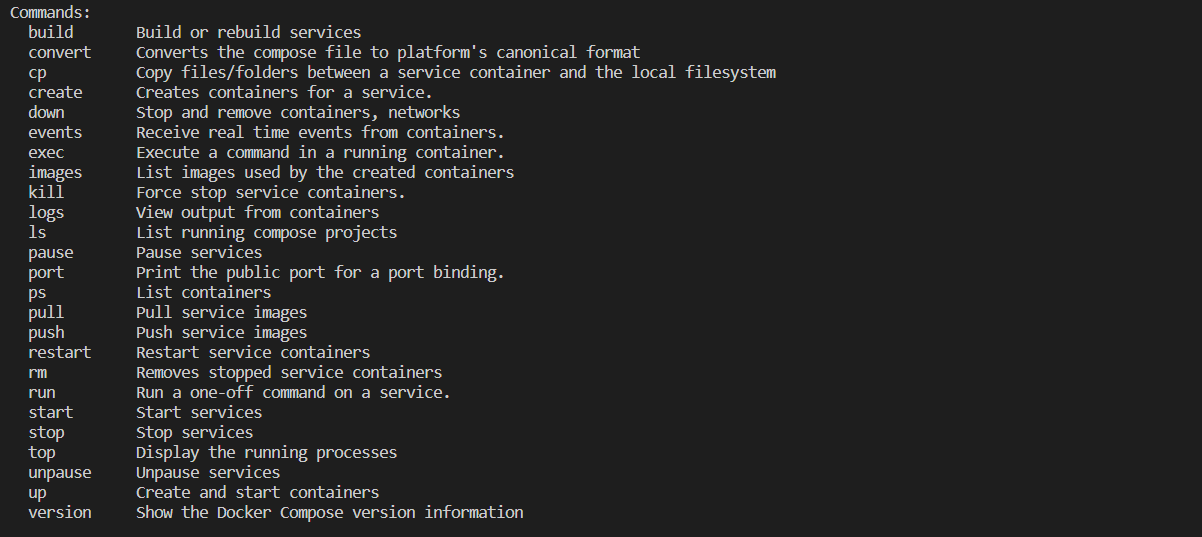 Commands:
  build       Build or rebuild services
  convert     Converts the compose file to platform's canonical format
  cp          Copy files/folders between a service container and the local filesystem
  create      Creates containers for a service.
  down        Stop and remove containers, networks
  events      Receive real time events from containers.
  exec        Execute a command in a running container.
  images      List images used by the created containers
  kill        Force stop service containers.
  logs        View output from containers
  ls          List running compose projects
  pause       Pause services
  port        Print the public port for a port binding.
  ps          List containers
  pull        Pull service images
  push        Push service images
  restart     Restart service containers
  rm          Removes stopped service containers
  run         Run a one-off command on a service.
  start       Start services
  stop        Stop services
  top         Display the running processes
  unpause     Unpause services
  up          Create and start containers
  version     Show the Docker Compose version information